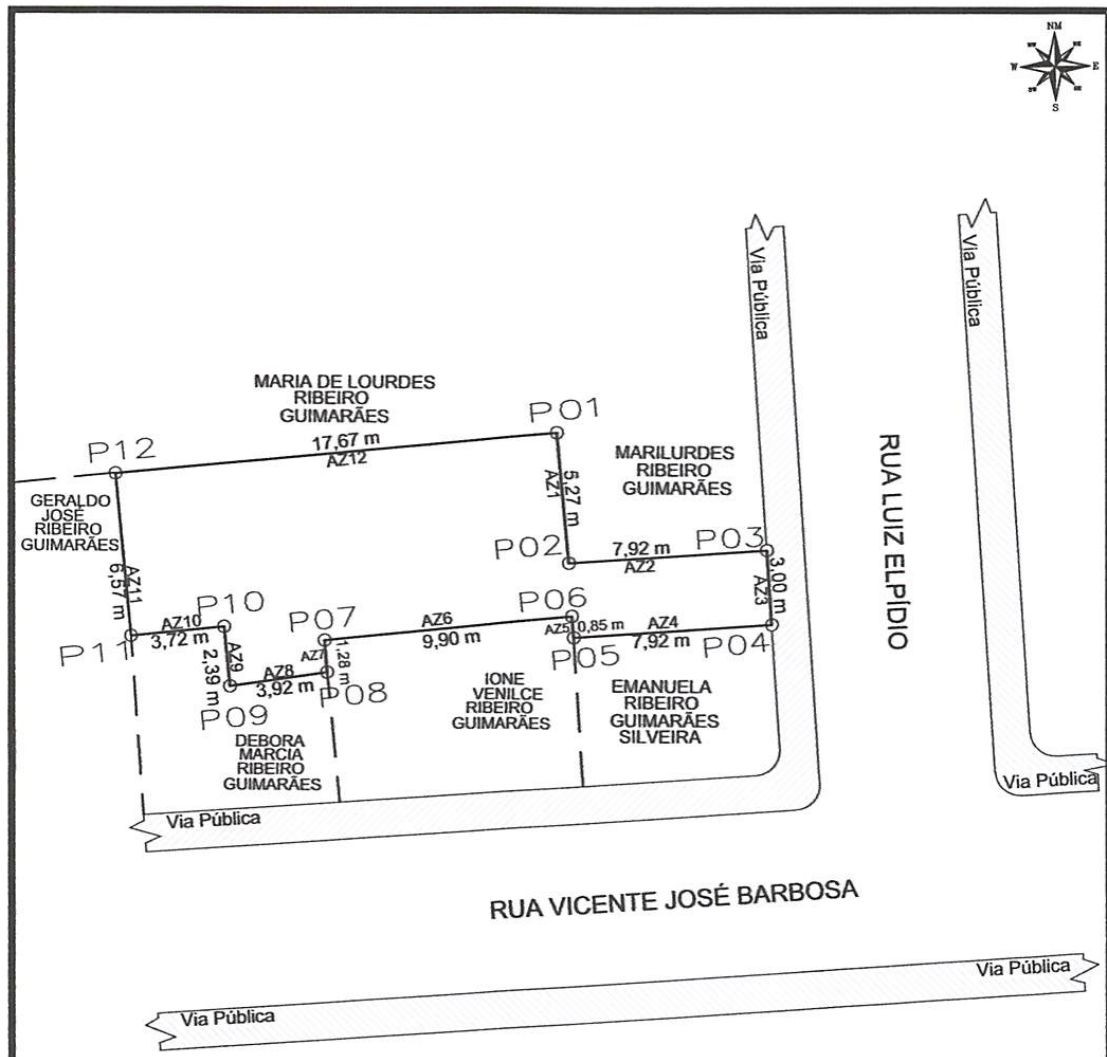 NM
W
E
S
Via Pública
Via Pública
MARIA DE LOURDES
RIBEIRO
GUIMARÃES
P01
P12
17,67 m
AZ12
MARILURDES
RIBEIRO
GUIMARÃES
5,27 m
AZ1
GERALDO
JOSÉ
RIBEIRO
GUIMARÃES
RUA LUIZ ELPÍDIO
P02
7,92 m
AZ2
P03
3,00 m
AZ3
AZ11
6,57 m
P10
AZ10
3,72 m
P11
P07
AZ6
9,90 m
P06
AZ5
0,85 m
AZ4
7,92 m
P04
P05
AZ9
2,39 m
AZ8
3,92 m
AZ7
1,28 m
P08
P09
IONE
VENILCE
RIBEIRO
GUIMARÃES
EMANUELA
RIBEIRO
GUIMARÃES
SILVEIRA
DEBORA
MARCIA
RIBEIRO
GUIMARÃES
Via Pública
Via Pública
RUA VICENTE JOSÉ BARBOSA
Via Pública
Via Pública